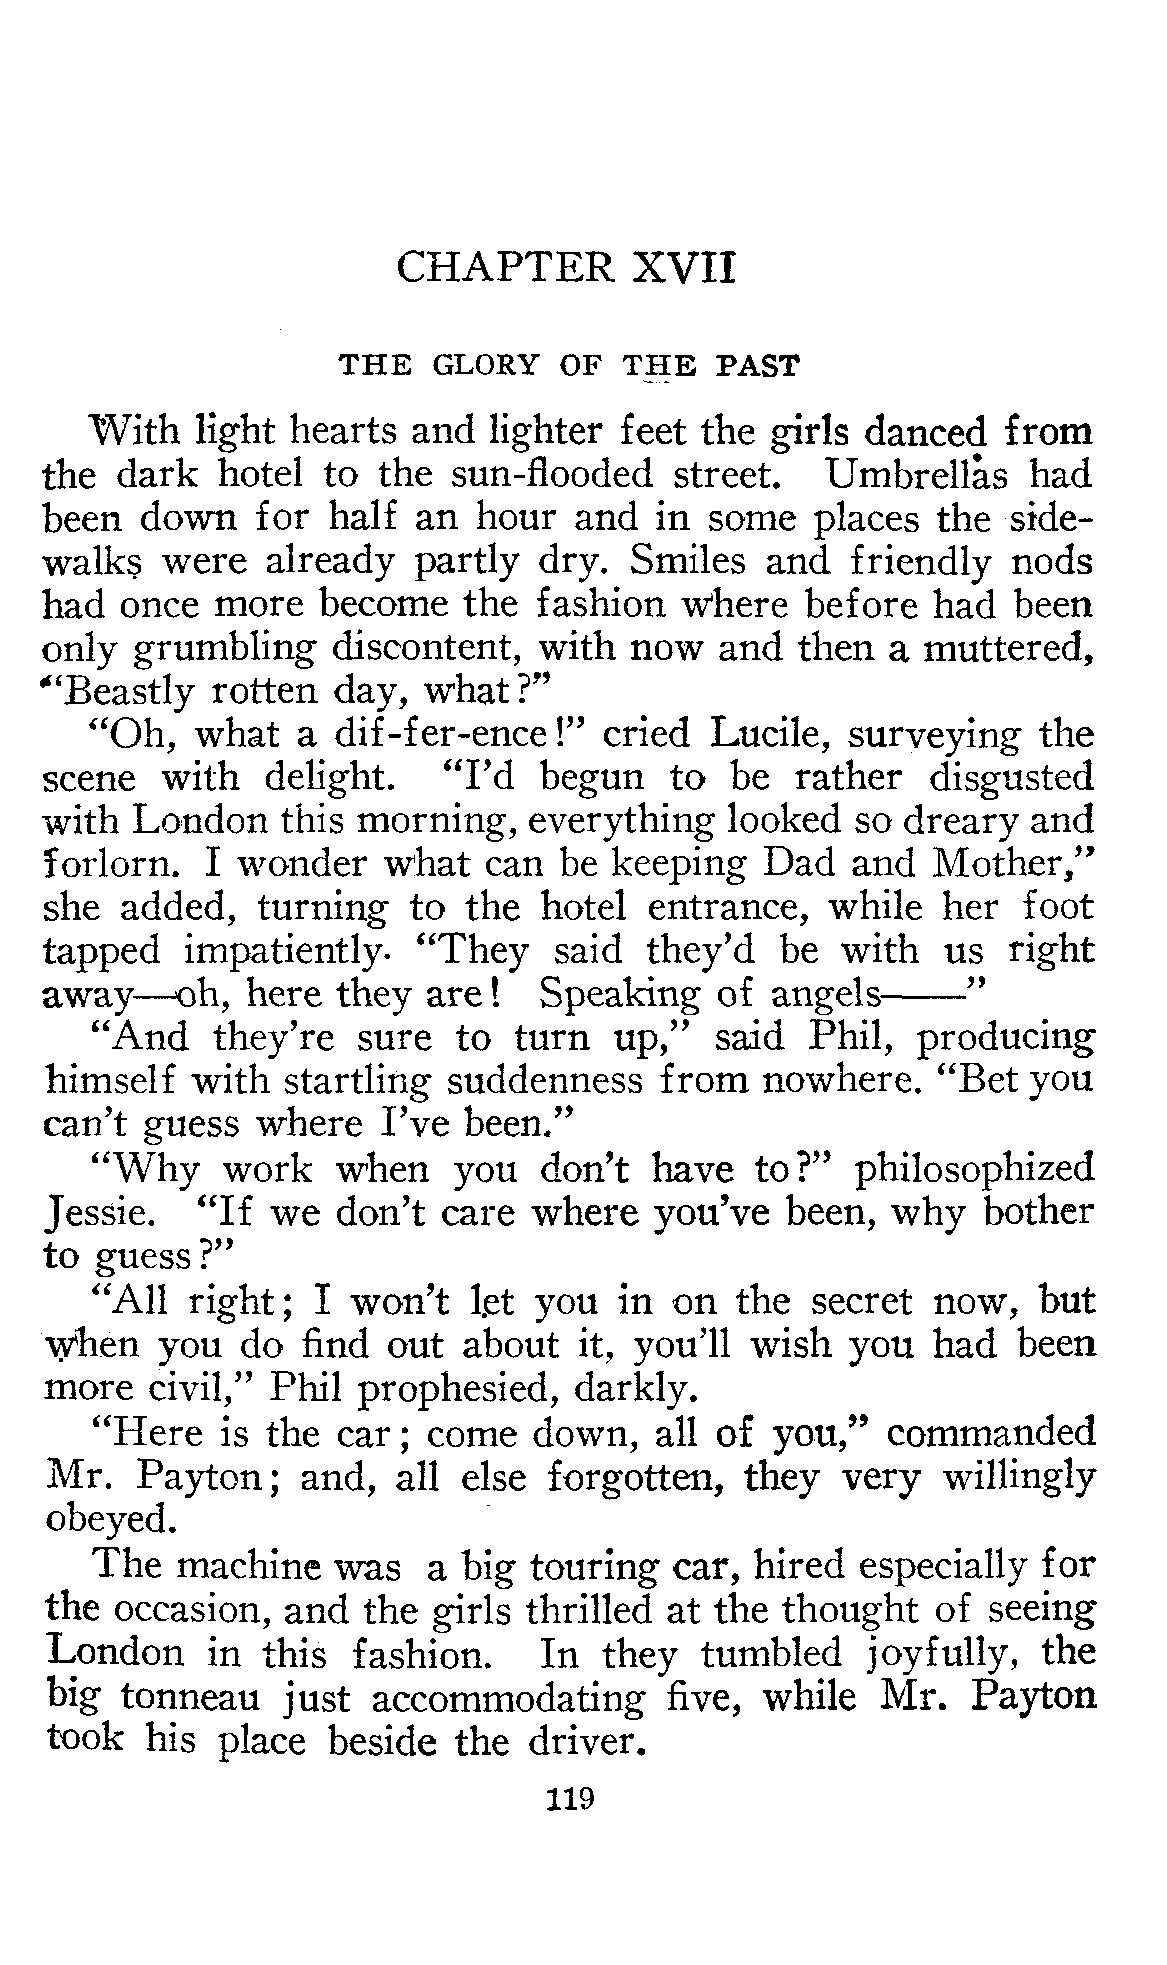 CHAPTER XVII
THE GLORY OF THE PAST
With light hearts and lighter feet the girls danced from
the dark hotel to the sun-flooded street. Umbrellas had
been down for half an hour and in some places the side-
walks were already partly dry. Smiles and friendly nods
had once more become the fashion where before had been
only grumbling discontent, with now and then a muttered,
“Beastly rotten day, what?”
“Oh, what a dif-fer-ence!” cried Lucile, surveying the
scene with delight. “I’d begun to be rather disgusted
with London this morning, everything looked so dreary and
forlorn. I wonder what can be keeping Dad and Mother,”
she added, turning to the hotel entrance, while her foot
tapped impatiently. “They said they’d be with us right
away—oh, here they are! Speaking of angels——”
“And they’re sure to turn up,” said Phil, producing
himself with startling suddenness from nowhere. “Bet you
can’t guess where I’ve been.”
“Why work when you don’t have to?” philosophized
Jessie. “If we don’t care where you’ve been, why bother
to guess?”
“All right; I won’t let you in on the secret now, but
when you do find out about it, you’ll wish you had been
more civil,” Phil prophesied, darkly.
“Here is the car; come down, all of you,” commanded
Mr. Payton; and, all else forgotten, they very willingly
obeyed.
The machine was a big touring car, hired especially for
the occasion, and the girls thrilled at the thought of seeing
London in this fashion. In they tumbled joyfully, the
big tonneau just accommodating five, while Mr. Payton
took his place beside the driver.
119